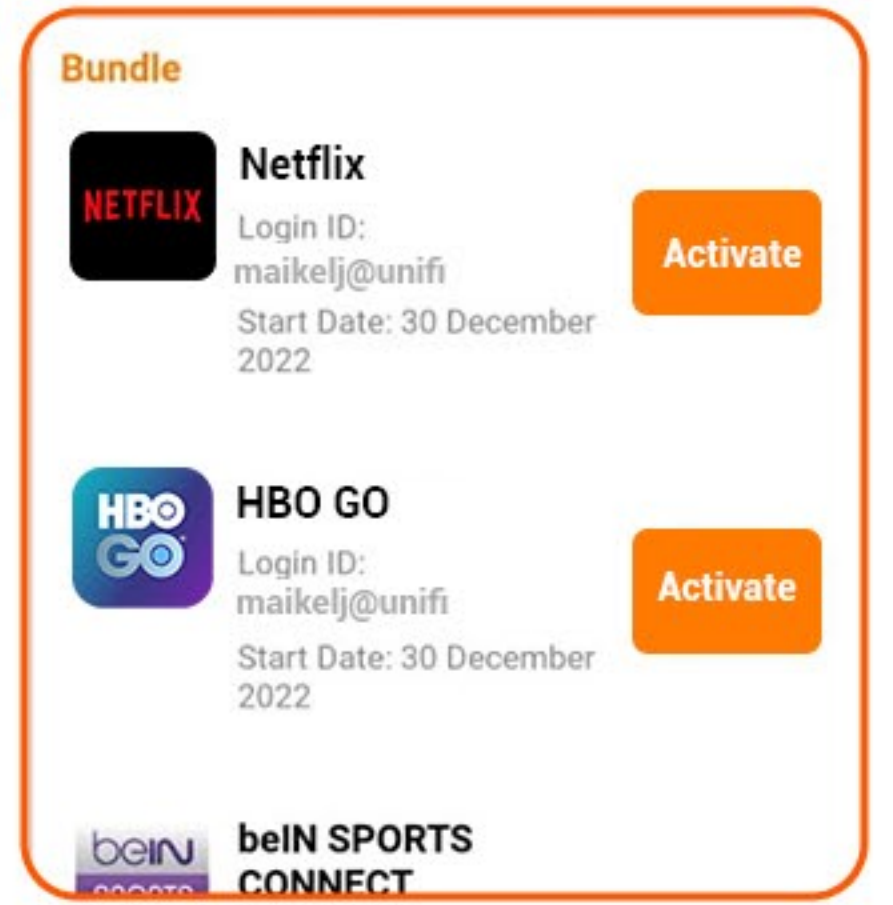 Bundle
NETFLIX
Netflix
Login ID:
maikelj@unifi
Start Date: 30 December
2022
Activate
HBO
GO
HBO GO
Login ID:
maikelj@unifi
Start Date: 30 December
2022
Activate
beIN
SPORTS
beIN SPORTS
CONNECT